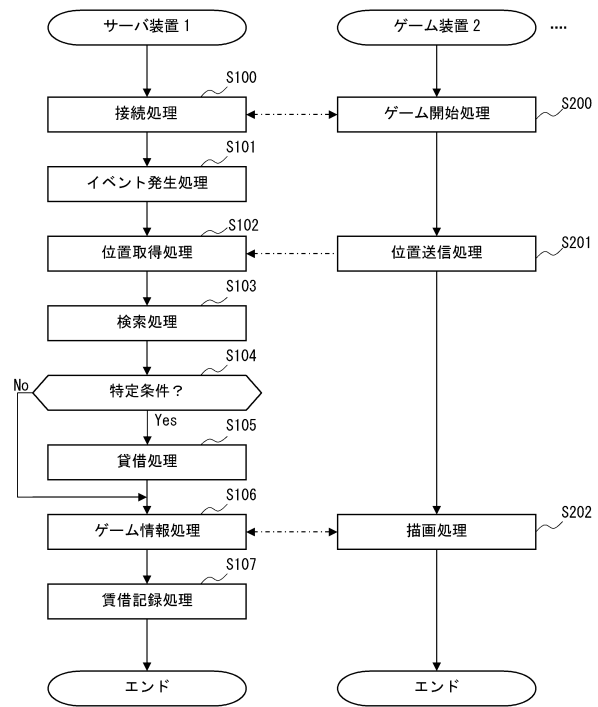 サーバ装置1
ゲーム装置2
‥‥
S100
接続処理
ゲーム開始処理
S200
S101
イベント発生処理
S102
位置取得処理
位置送信処理
S201
S103
検索処理
S104
特定条件？
No
Yes
S105
貸借処理
S106
ゲーム情報処理
描画処理
S202
S107
賃借記録処理
エンド
エンド